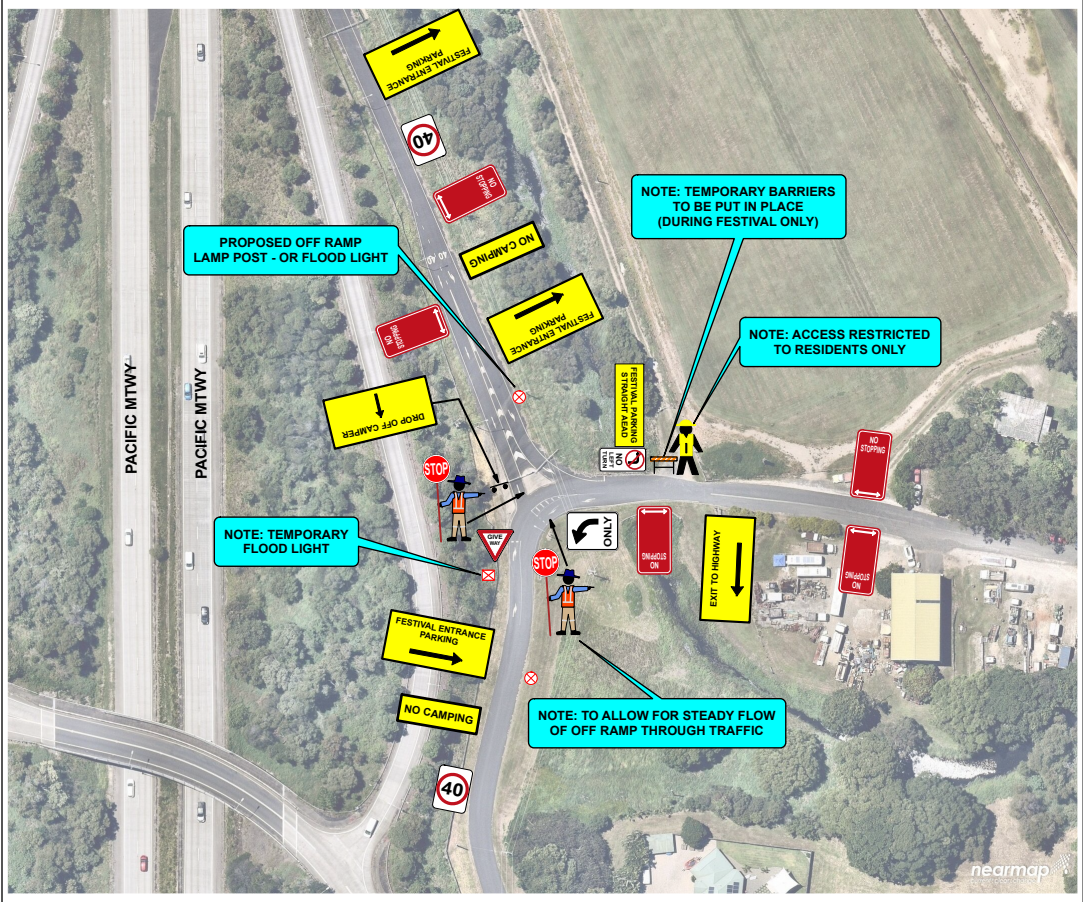 FESTIVAL ENTRANCE
PARKING
40
NO
STOPPING
NOTE: TEMPORARY BARRIERS
TO BE PUT IN PLACE
(DURING FESTIVAL ONLY)
PROPOSED OFF RAMP
LAMP POST - OR FLOOD LIGHT
NO CAMPING
40 AD
FESTIVAL ENTRANCE
PARKING
NO
STOPPING
NOTE: ACCESS RESTRICTED
TO RESIDENTS ONLY
PACIFIC MTWY
PACIFIC MTWY
DROP OFF CAMPER
FESTIVAL PARKING
STRAIGHT AEAD
NO
LEFT
TURN
NO
STOPPING
STOP
NOTE: TEMPORARY
FLOOD LIGHT
GIVE
WAY
ONLY
STOP
NO
STOPPING
EXIT TO HIGHWAY
NO
STOPPING
FESTIVAL ENTRANCE
PARKING
NO CAMPING
NOTE: TO ALLOW FOR STEADY FLOW
OF OFF RAMP THROUGH TRAFFIC
40
nearmap